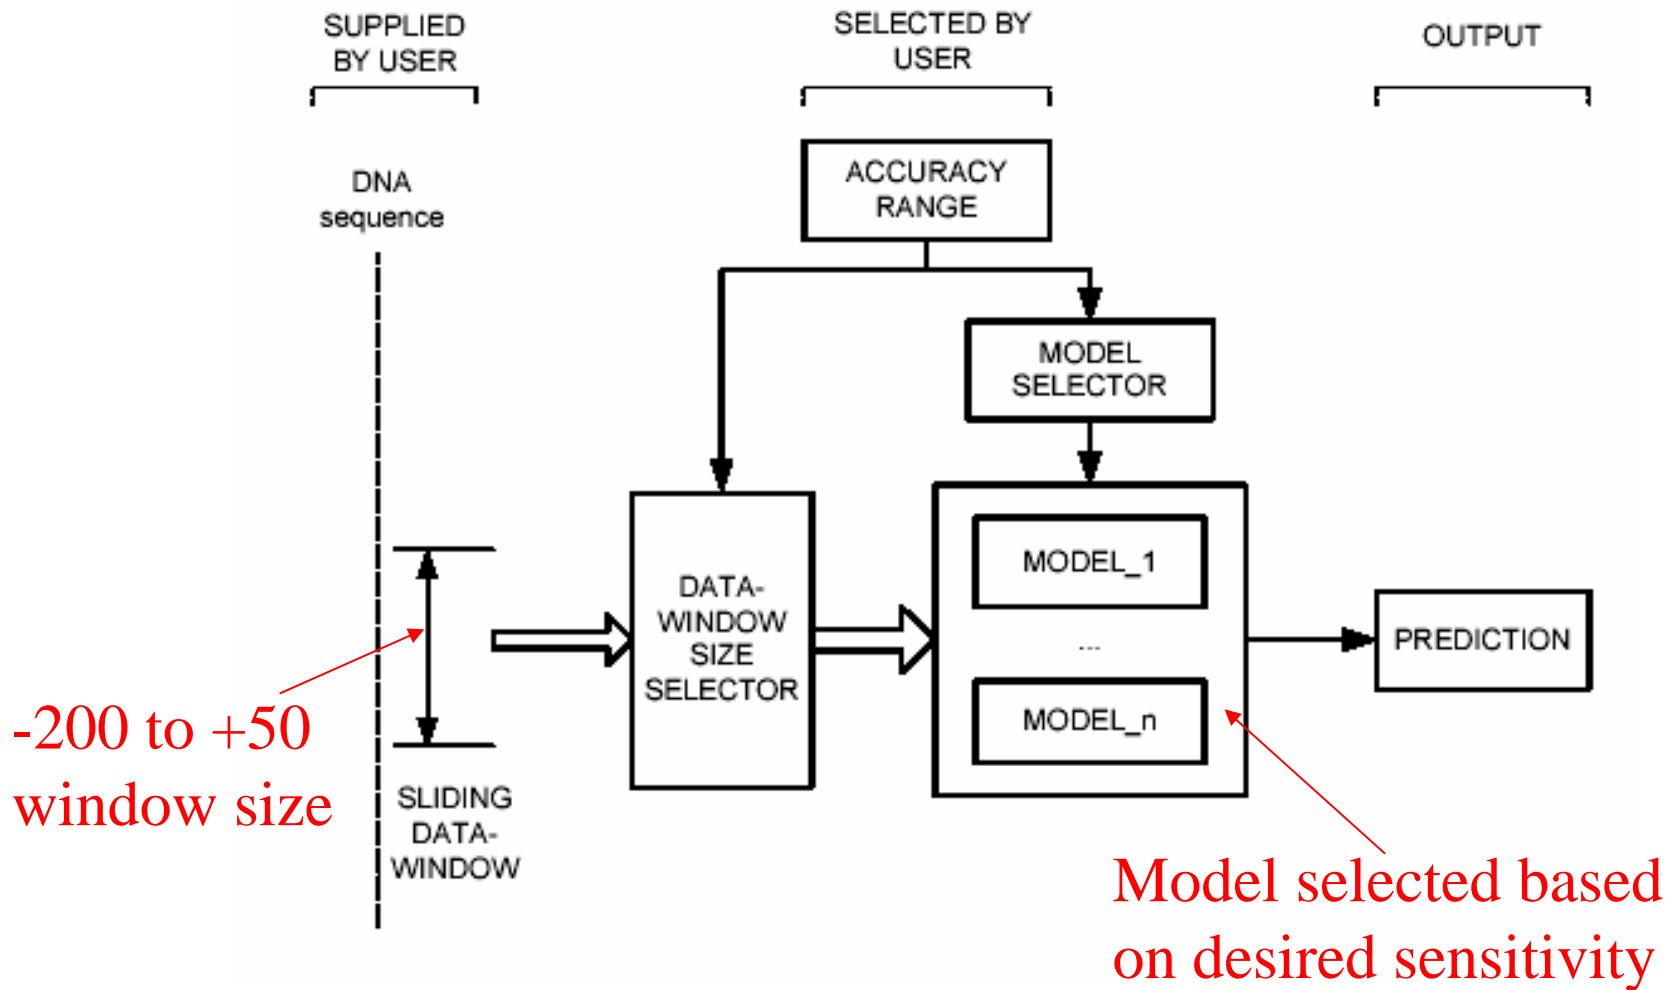 SUPPLIED
BY USER
SELECTED BY
USER
OUTPUT
DNA
sequence
ACCURACY
RANGE
MODEL
SELECTOR
DATA-
WINDOW
SIZE
SELECTOR
MODEL_1
...
MODEL_n
PREDICTION
-200 to +50
window size
SLIDING
DATA-
WINDOW
Model selected based
on desired sensitivity